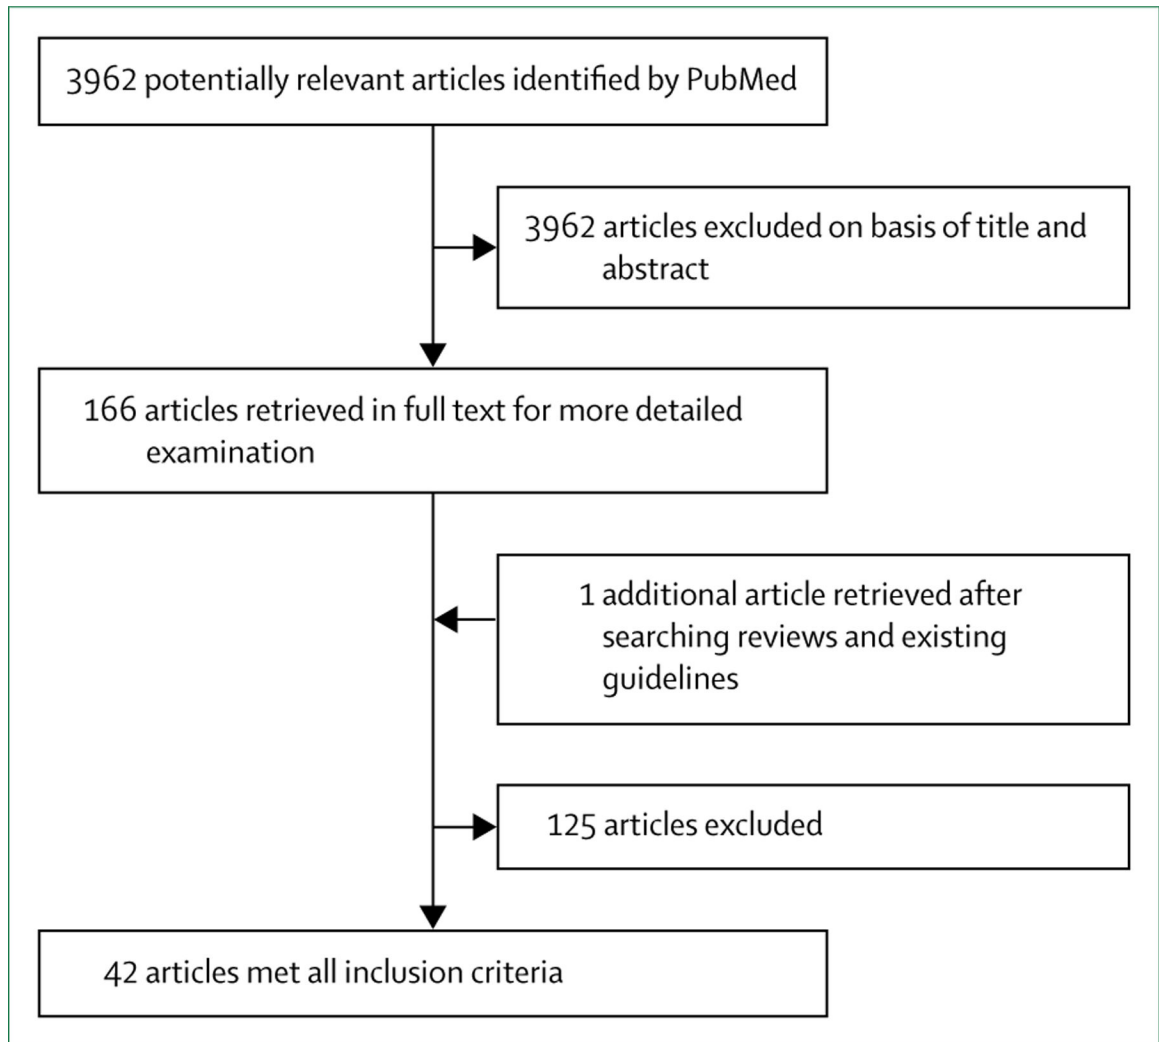 3962 potentially relevant articles identified by PubMed
3962 articles excluded on basis of title and
abstract
166 articles retrieved in full text for more detailed
examination
1 additional article retrieved after
searching reviews and existing
guidelines
125 articles excluded
42 articles met all inclusion criteria